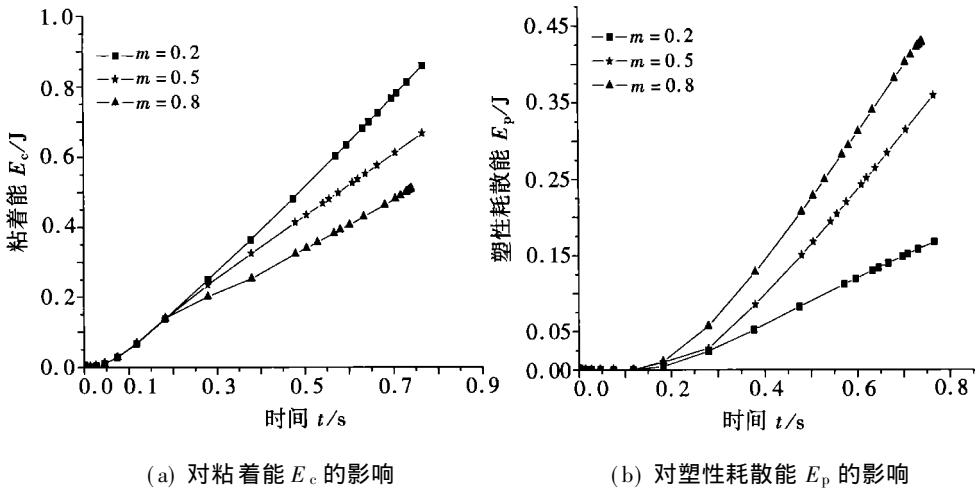 1.0
0.8
0.6
0.4
0.2
0.0
粘着能 E_c/J
m=0.2
m=0.5
m=0.8
0.0 0.1 0.3 0.5 0.7 0.9
时间 t/s
(a) 对粘着能 E_c 的影响
0.45
0.35
0.25
0.15
0.05
0.00
塑性耗散能 E_p/J
m=0.2
m=0.5
m=0.8
0.0 0.2 0.4 0.6 0.8
时间 t/s
(b) 对塑性耗散能 E_p 的影响